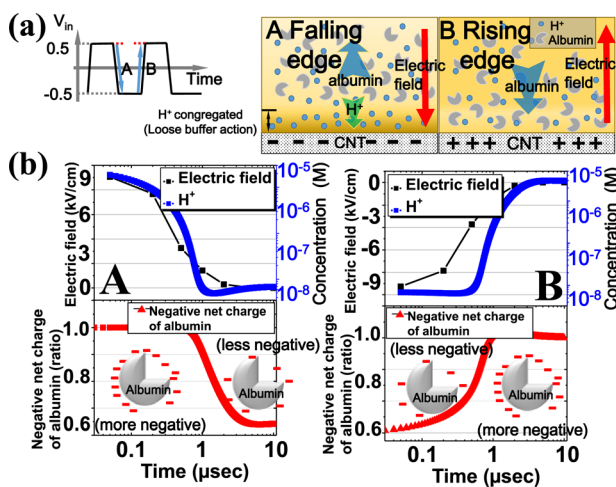 (a)
V_in
0.5
-0.5
A
B
Time
H⁺ congregated
(Loose buffer action)
A Falling
edge
albumin
H⁺
Electric
field
− − − CNT − − −
B Rising
edge
H⁺
Albumin
albumin
Electric
field
+ + + CNT + + +
(b)
Electric field (kV/cm)
9
6
3
0
Electric field
H⁺
A
10⁻⁵
10⁻⁶
10⁻⁷
10⁻⁸
Concentration (M)
Negative net charge
of albumin (ratio)
1.0
0.8
0.6
Negative net charge
of albumin
(less negative)
Albumin
Albumin
(more negative)
0.1
1
10
Time (μsec)
Electric field (kV/cm)
0
-3
-6
-9
Electric field
H⁺
B
10⁻⁵
10⁻⁶
10⁻⁷
10⁻⁸
Concentration (M)
Negative net charge
of albumin (ratio)
1.0
0.8
0.6
Negative net charge
of albumin
(less negative)
Albumin
Albumin
(more negative)
0.1
1
10
Time (μsec)